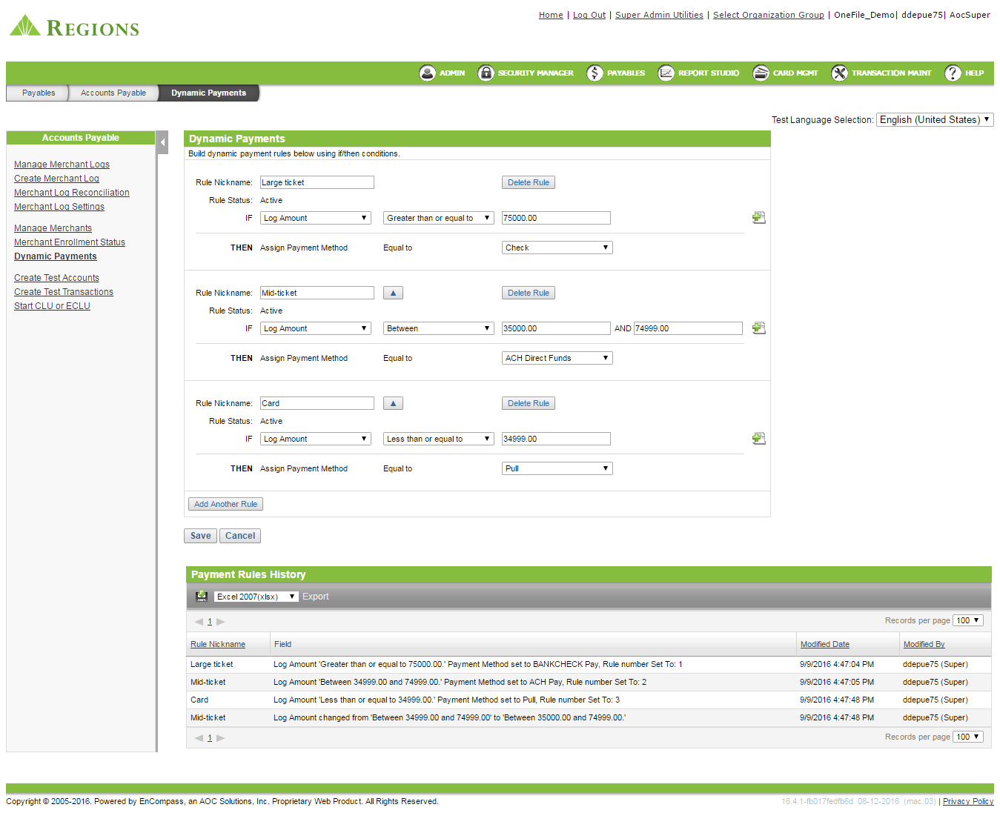 REGIONS
Home | Log Out | Super Admin Utilities | Select Organization Group | OneFile_Demo| ddepue75| AocSuper
ADMIN SECURITY MANAGER PAYABLES REPORT STUDIO CARD MGMT TRANSACTION MAINT HELP
Payables Accounts Payable Dynamic Payments
Test Language Selection: English (United States)
Accounts Payable
Manage Merchant Logs
Create Merchant Log
Merchant Log Reconciliation
Merchant Log Settings
Manage Merchants
Merchant Enrollment Status
Dynamic Payments
Create Test Accounts
Create Test Transactions
Start CLU or ECLU
Dynamic Payments
Build dynamic payment rules below using if/then conditions.
Rule Nickname: Large ticket Delete Rule
Rule Status: Active
IF Log Amount Greater than or equal to 75000.00
THEN Assign Payment Method Equal to Check
Rule Nickname: Mid-ticket Delete Rule
Rule Status: Active
IF Log Amount Between 35000.00 AND 74999.00
THEN Assign Payment Method Equal to ACH Direct Funds
Rule Nickname: Card Delete Rule
Rule Status: Active
IF Log Amount Less than or equal to 34999.00
THEN Assign Payment Method Equal to Pull
Add Another Rule
Save Cancel
Payment Rules History
Excel 2007(xlsx) Export
1 Records per page 100
Rule Nickname Field Modified Date Modified By
Large ticket Log Amount 'Greater than or equal to 75000.00.' Payment Method set to BANKCHECK Pay, Rule number Set To: 1 9/9/2016 4:47:04 PM ddepue75 (Super)
Mid-ticket Log Amount 'Between 34999.00 and 74999.00.' Payment Method set to ACH Pay, Rule number Set To: 2 9/9/2016 4:47:05 PM ddepue75 (Super)
Card Log Amount 'Less than or equal to 34999.00.' Payment Method set to Pull, Rule number Set To: 3 9/9/2016 4:47:48 PM ddepue75 (Super)
Mid-ticket Log Amount changed from 'Between 34999.00 and 74999.00' to 'Between 35000.00 and 74999.00.' 9/9/2016 4:47:48 PM ddepue75 (Super)
1 Records per page 100
Copyright © 2005-2016. Powered by EnCompass, an AOC Solutions, Inc. Proprietary Web Product. All Rights Reserved. 16.4.1-fb017fedfb6d 08-12-2016 (mac:03) | Privacy Policy